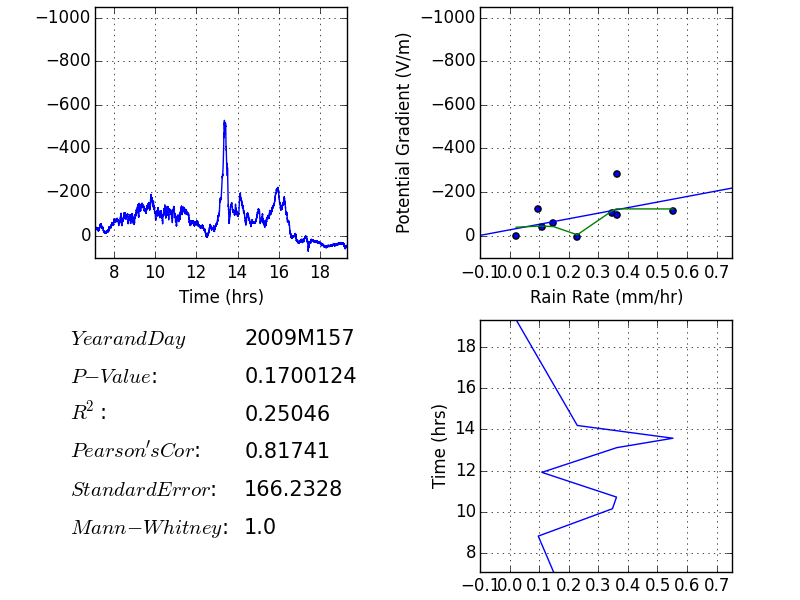 −1000
−800
−600
−400
−200
0
8 10 12 14 16 18
Time (hrs)
Potential Gradient (V/m)
−1000
−800
−600
−400
−200
0
−0.1 0.0 0.1 0.2 0.3 0.4 0.5 0.6 0.7
Rain Rate (mm/hr)
YearandDay 2009M157
P−Value: 0.1700124
R²: 0.25046
Pearson'sCor: 0.81741
StandardError: 166.2328
Mann−Whitney: 1.0
Time (hrs)
18
16
14
12
10
8
−0.1 0.0 0.1 0.2 0.3 0.4 0.5 0.6 0.7